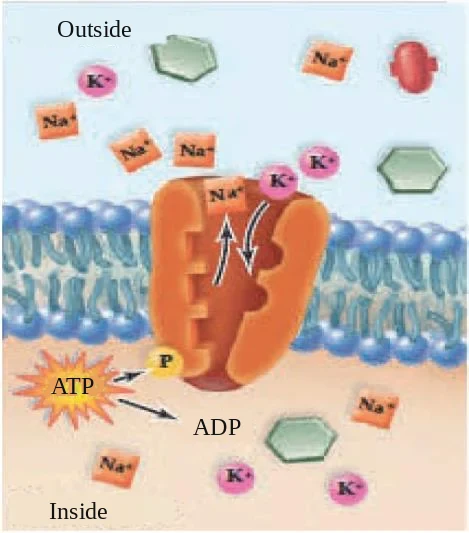 Outside
Na⁺
K⁺
Na⁺
Na⁺
Na⁺
K⁺
K⁺
Na⁺
P
ATP
ADP
Na⁺
Na⁺
K⁺
K⁺
Inside